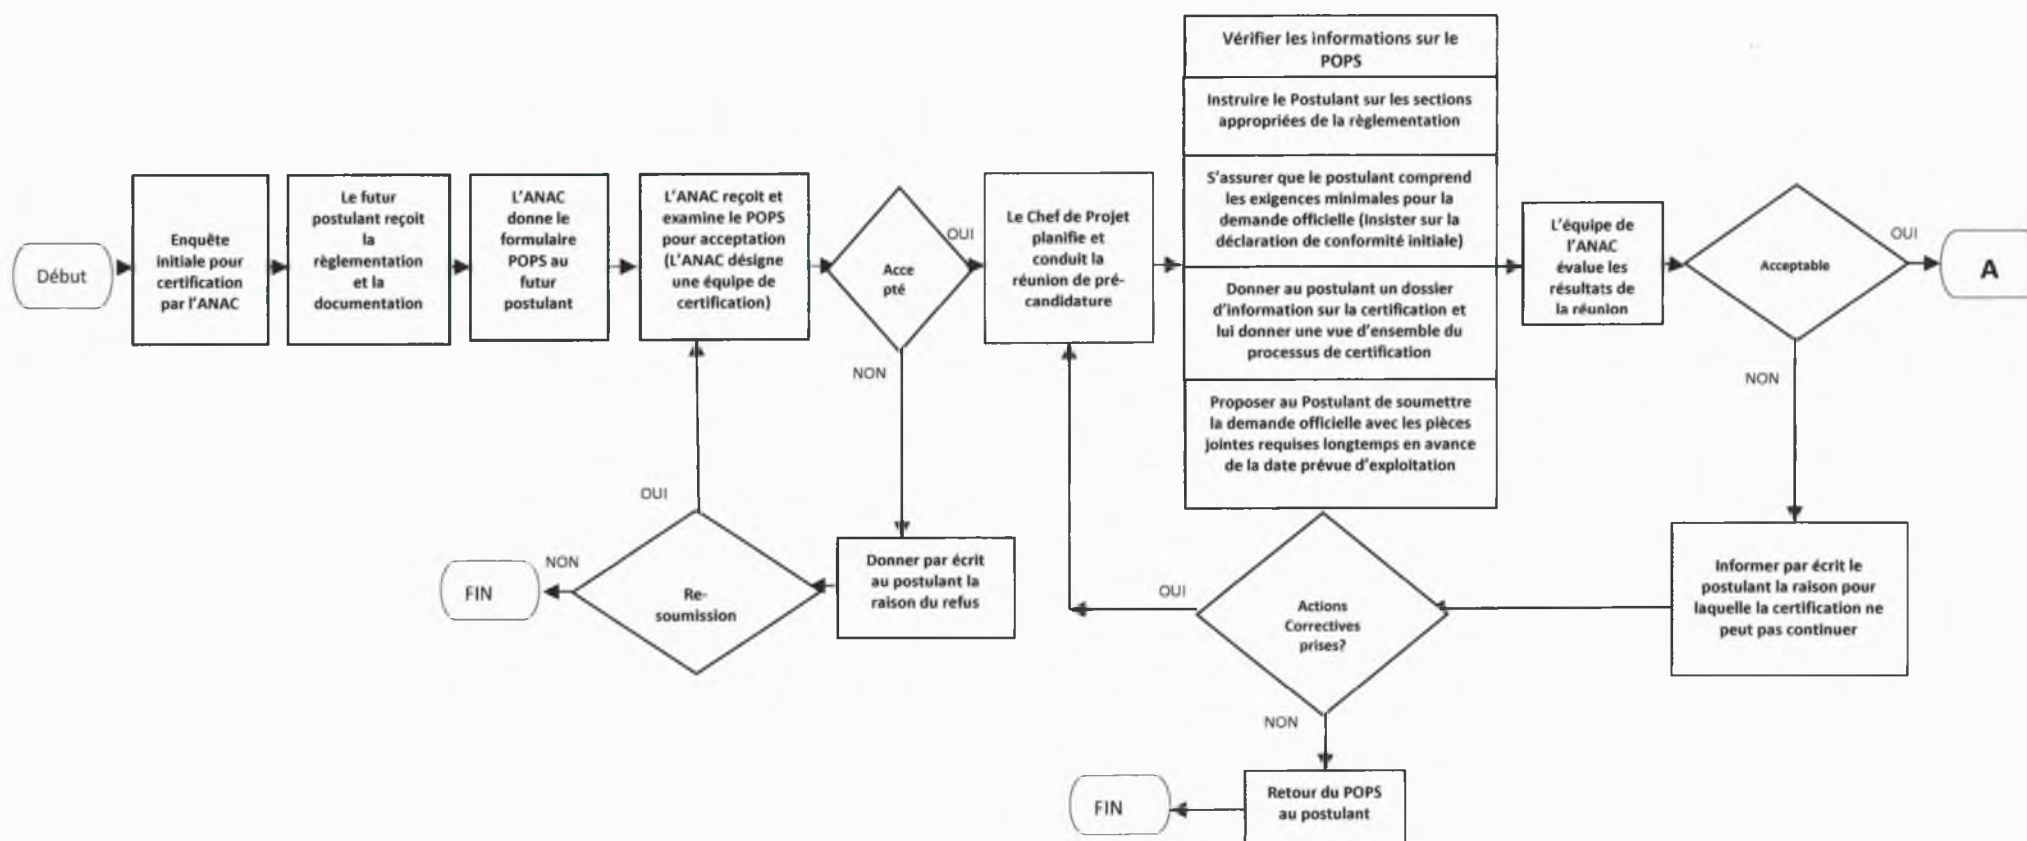 Début
Enquête
initiale pour
certification
par l'ANAC
Le futur
postulant reçoit
la
règlementation
et la
documentation
L'ANAC
donne le
formulaire
POPS au
futur
postulant
L'ANAC reçoit et
examine le POPS
pour acceptation
(L'ANAC désigne
une équipe de
certification)
Acce
pté
OUI
NON
Le Chef de Projet
planifie et
conduit la
réunion de pré-
candidature
Vérifier les informations sur le
POPS
Instruire le Postulant sur les sections
appropriées de la règlementation
S'assurer que le postulant comprend
les exigences minimales pour la
demande officielle (Insister sur la
déclaration de conformité initiale)
Donner au postulant un dossier
d'information sur la certification et
lui donner une vue d'ensemble du
processus de certification
Proposer au Postulant de soumettre
la demande officielle avec les pièces
jointes requises longtemps en avance
de la date prévue d'exploitation
L'équipe de
l'ANAC
évalue les
résultats de
la réunion
Acceptable
OUI
A
NON
OUI
NON
FIN
Re-
soumission
Donner par écrit
au postulant la
raison du refus
OUI
Actions
Correctives
prises?
Informer par écrit le
postulant la raison pour
laquelle la certification ne
peut pas continuer
NON
FIN
Retour du POPS
au postulant